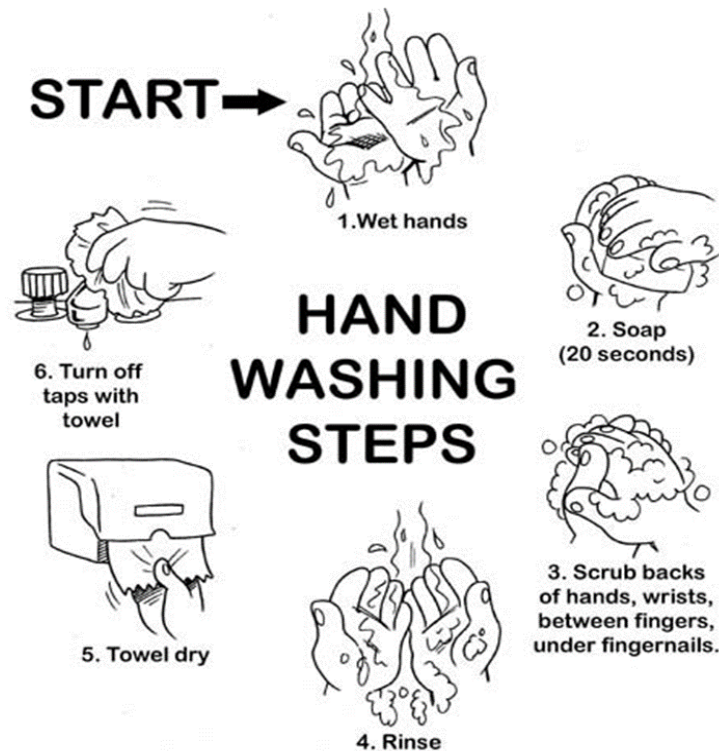 START
1.Wet hands
2. Soap
(20 seconds)
3. Scrub backs
of hands, wrists,
between fingers,
under fingernails.
4. Rinse
5. Towel dry
6. Turn off
taps with
towel
HAND
WASHING
STEPS